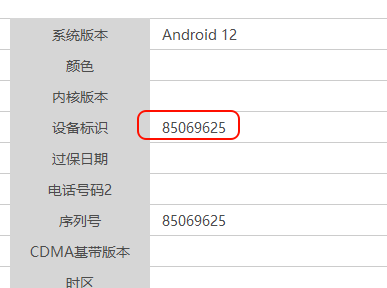 系统版本 Android 12
颜色
内核版本
设备标识 85069625
过保日期
电话号码2
序列号 85069625
CDMA基带版本
时区